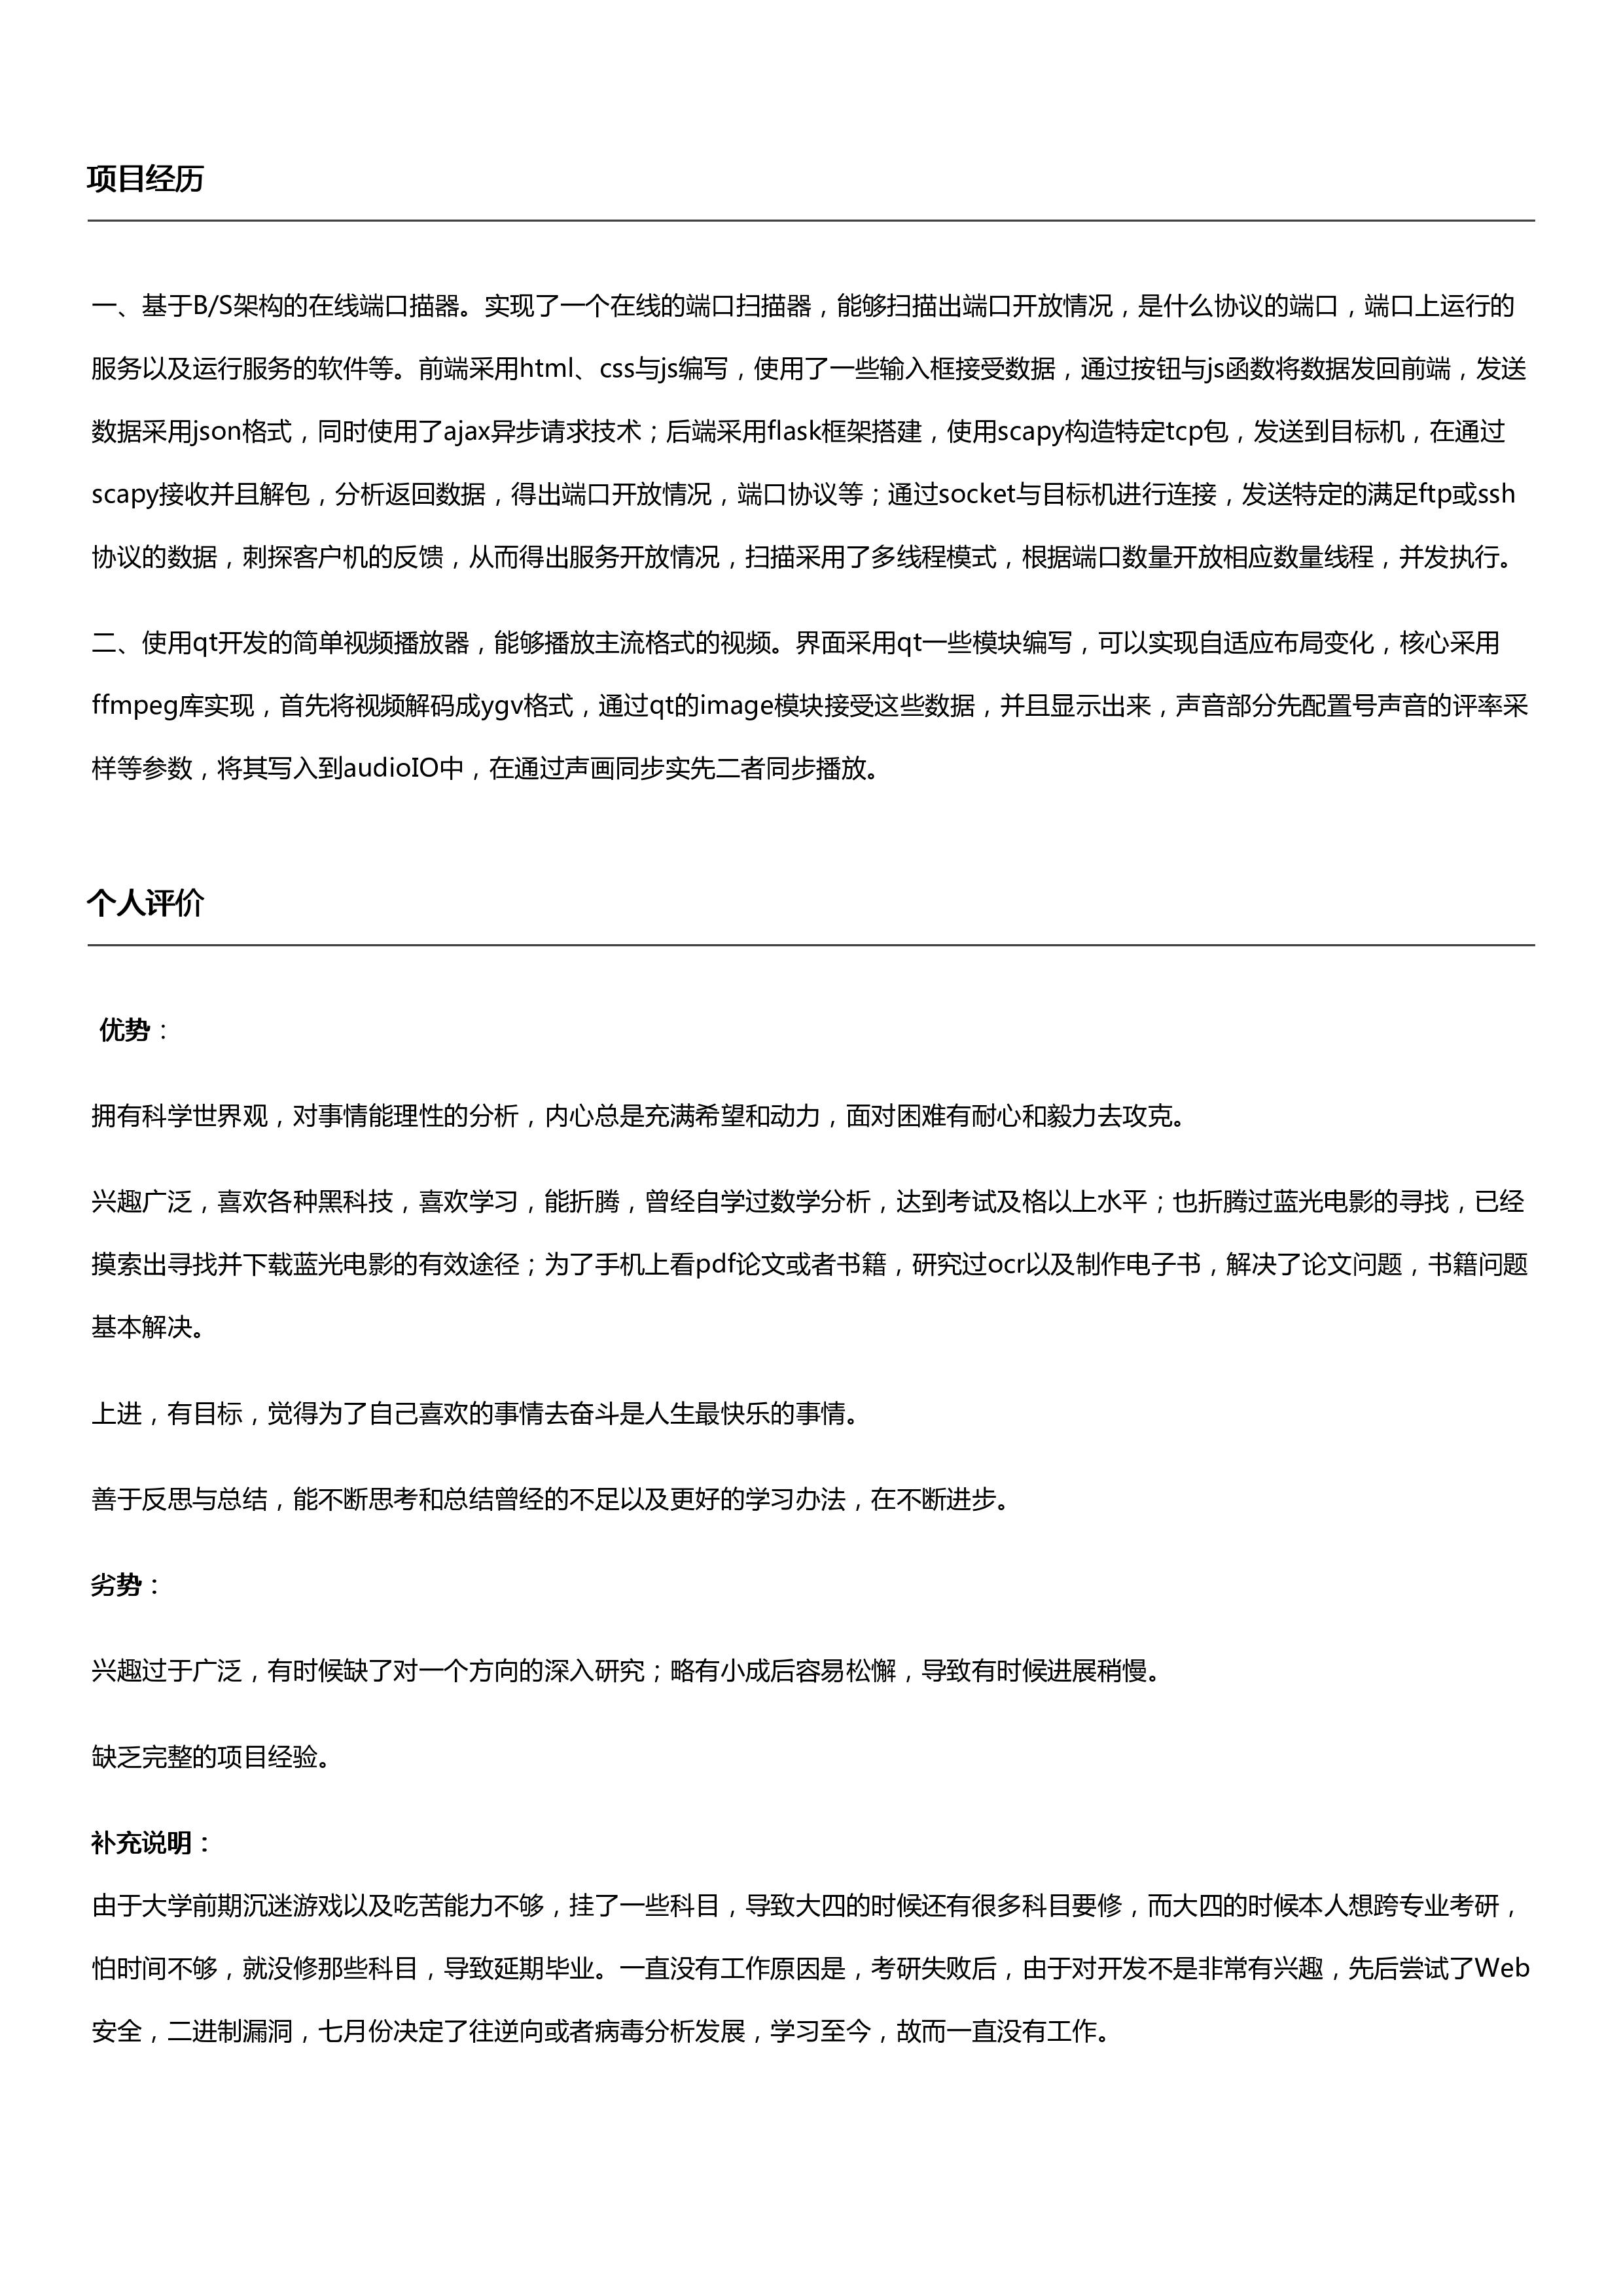 项目经历
一、基于B/S架构的在线端口描器。实现了一个在线的端口扫描器，能够扫描出端口开放情况，是什么协议的端口，端口上运行的
服务以及运行服务的软件等。前端采用html、css与js编写，使用了一些输入框接受数据，通过按钮与js函数将数据发回前端，发送
数据采用json格式，同时使用了ajax异步请求技术；后端采用flask框架搭建，使用scapy构造特定tcp包，发送到目标机，在通过
scapy接收并且解包，分析返回数据，得出端口开放情况，端口协议等；通过socket与目标机进行连接，发送特定的满足ftp或ssh
协议的数据，刺探客户机的反馈，从而得出服务开放情况，扫描采用了多线程模式，根据端口数量开放相应数量线程，并发执行。
二、使用qt开发的简单视频播放器，能够播放主流格式的视频。界面采用qt一些模块编写，可以实现自适应布局变化，核心采用
ffmpeg库实现，首先将视频解码成ygv格式，通过qt的image模块接受这些数据，并且显示出来，声音部分先配置号声音的评率采
样等参数，将其写入到audioIO中，在通过声画同步实先二者同步播放。
个人评价
优势：
拥有科学世界观，对事情能理性的分析，内心总是充满希望和动力，面对困难有耐心和毅力去攻克。
兴趣广泛，喜欢各种黑科技，喜欢学习，能折腾，曾经自学过数学分析，达到考试及格以上水平；也折腾过蓝光电影的寻找，已经
摸索出寻找并下载蓝光电影的有效途径；为了手机上看pdf论文或者书籍，研究过ocr以及制作电子书，解决了论文问题，书籍问题
基本解决。
上进，有目标，觉得为了自己喜欢的事情去奋斗是人生最快乐的事情。
善于反思与总结，能不断思考和总结曾经的不足以及更好的学习办法，在不断进步。
劣势：
兴趣过于广泛，有时候缺了对一个方向的深入研究；略有小成后容易松懈，导致有时候进展稍慢。
缺乏完整的项目经验。
补充说明：
由于大学前期沉迷游戏以及吃苦能力不够，挂了一些科目，导致大四的时候还有很多科目要修，而大四的时候本人想跨专业考研，
怕时间不够，就没修那些科目，导致延期毕业。一直没有工作原因是，考研失败后，由于对开发不是非常有兴趣，先后尝试了Web
安全，二进制漏洞，七月份决定了往逆向或者病毒分析发展，学习至今，故而一直没有工作。